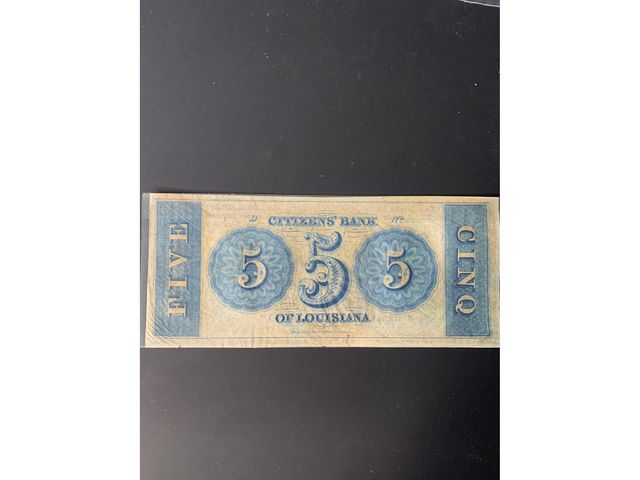 CITIZENS' BANK
FIVE
5 5 5
CINQ
OF LOUISIANA